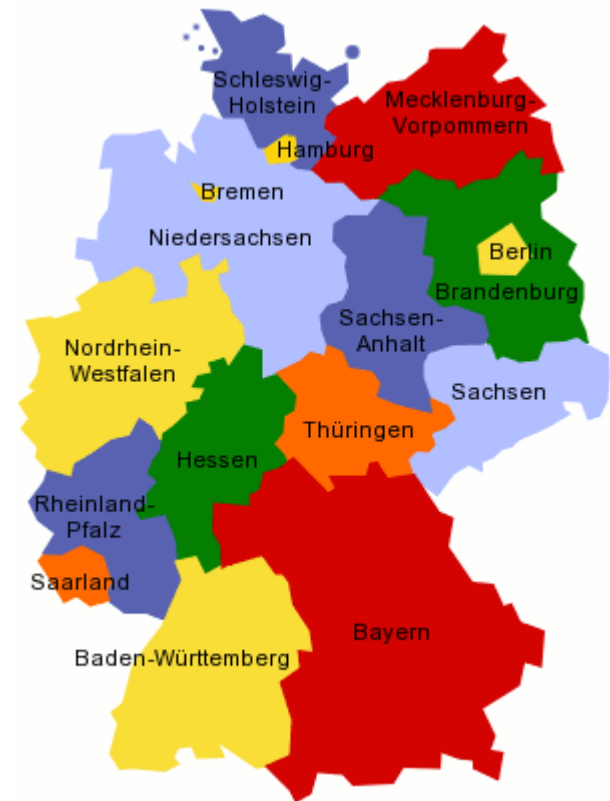 Schleswig-
Holstein
Mecklenburg-
Vorpommern
Hamburg
Bremen
Niedersachsen
Berlin
Brandenburg
Sachsen-
Anhalt
Nordrhein-
Westfalen
Sachsen
Thüringen
Hessen
Rheinland-
Pfalz
Saarland
Bayern
Baden-Württemberg